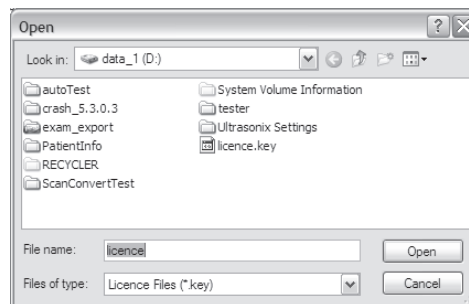 Open
Look in: data_1 (D:)
autoTest
crash_5.3.0.3
exam_export
PatientInfo
RECYCLER
ScanConvertTest
System Volume Information
tester
Ultrasonix Settings
licence.key
File name: licence Open
Files of type: Licence Files (*.key) Cancel